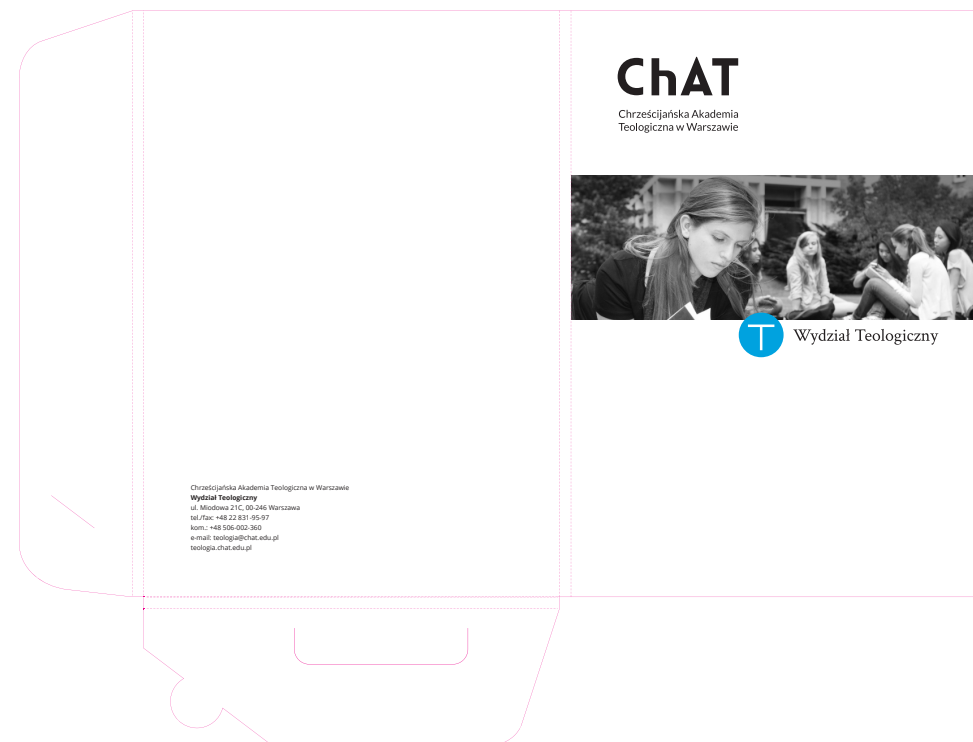 ChAT
Chrześcijańska Akademia
Teologiczna w Warszawie
T Wydział Teologiczny
Chrześcijańska Akademia Teologiczna w Warszawie
Wydział Teologiczny
ul. Miodowa 21C, 00-246 Warszawa
tel./fax: +48 22 831-95-97
kom.: +48 506-002-360
e-mail: teologia@chat.edu.pl
teologia.chat.edu.pl